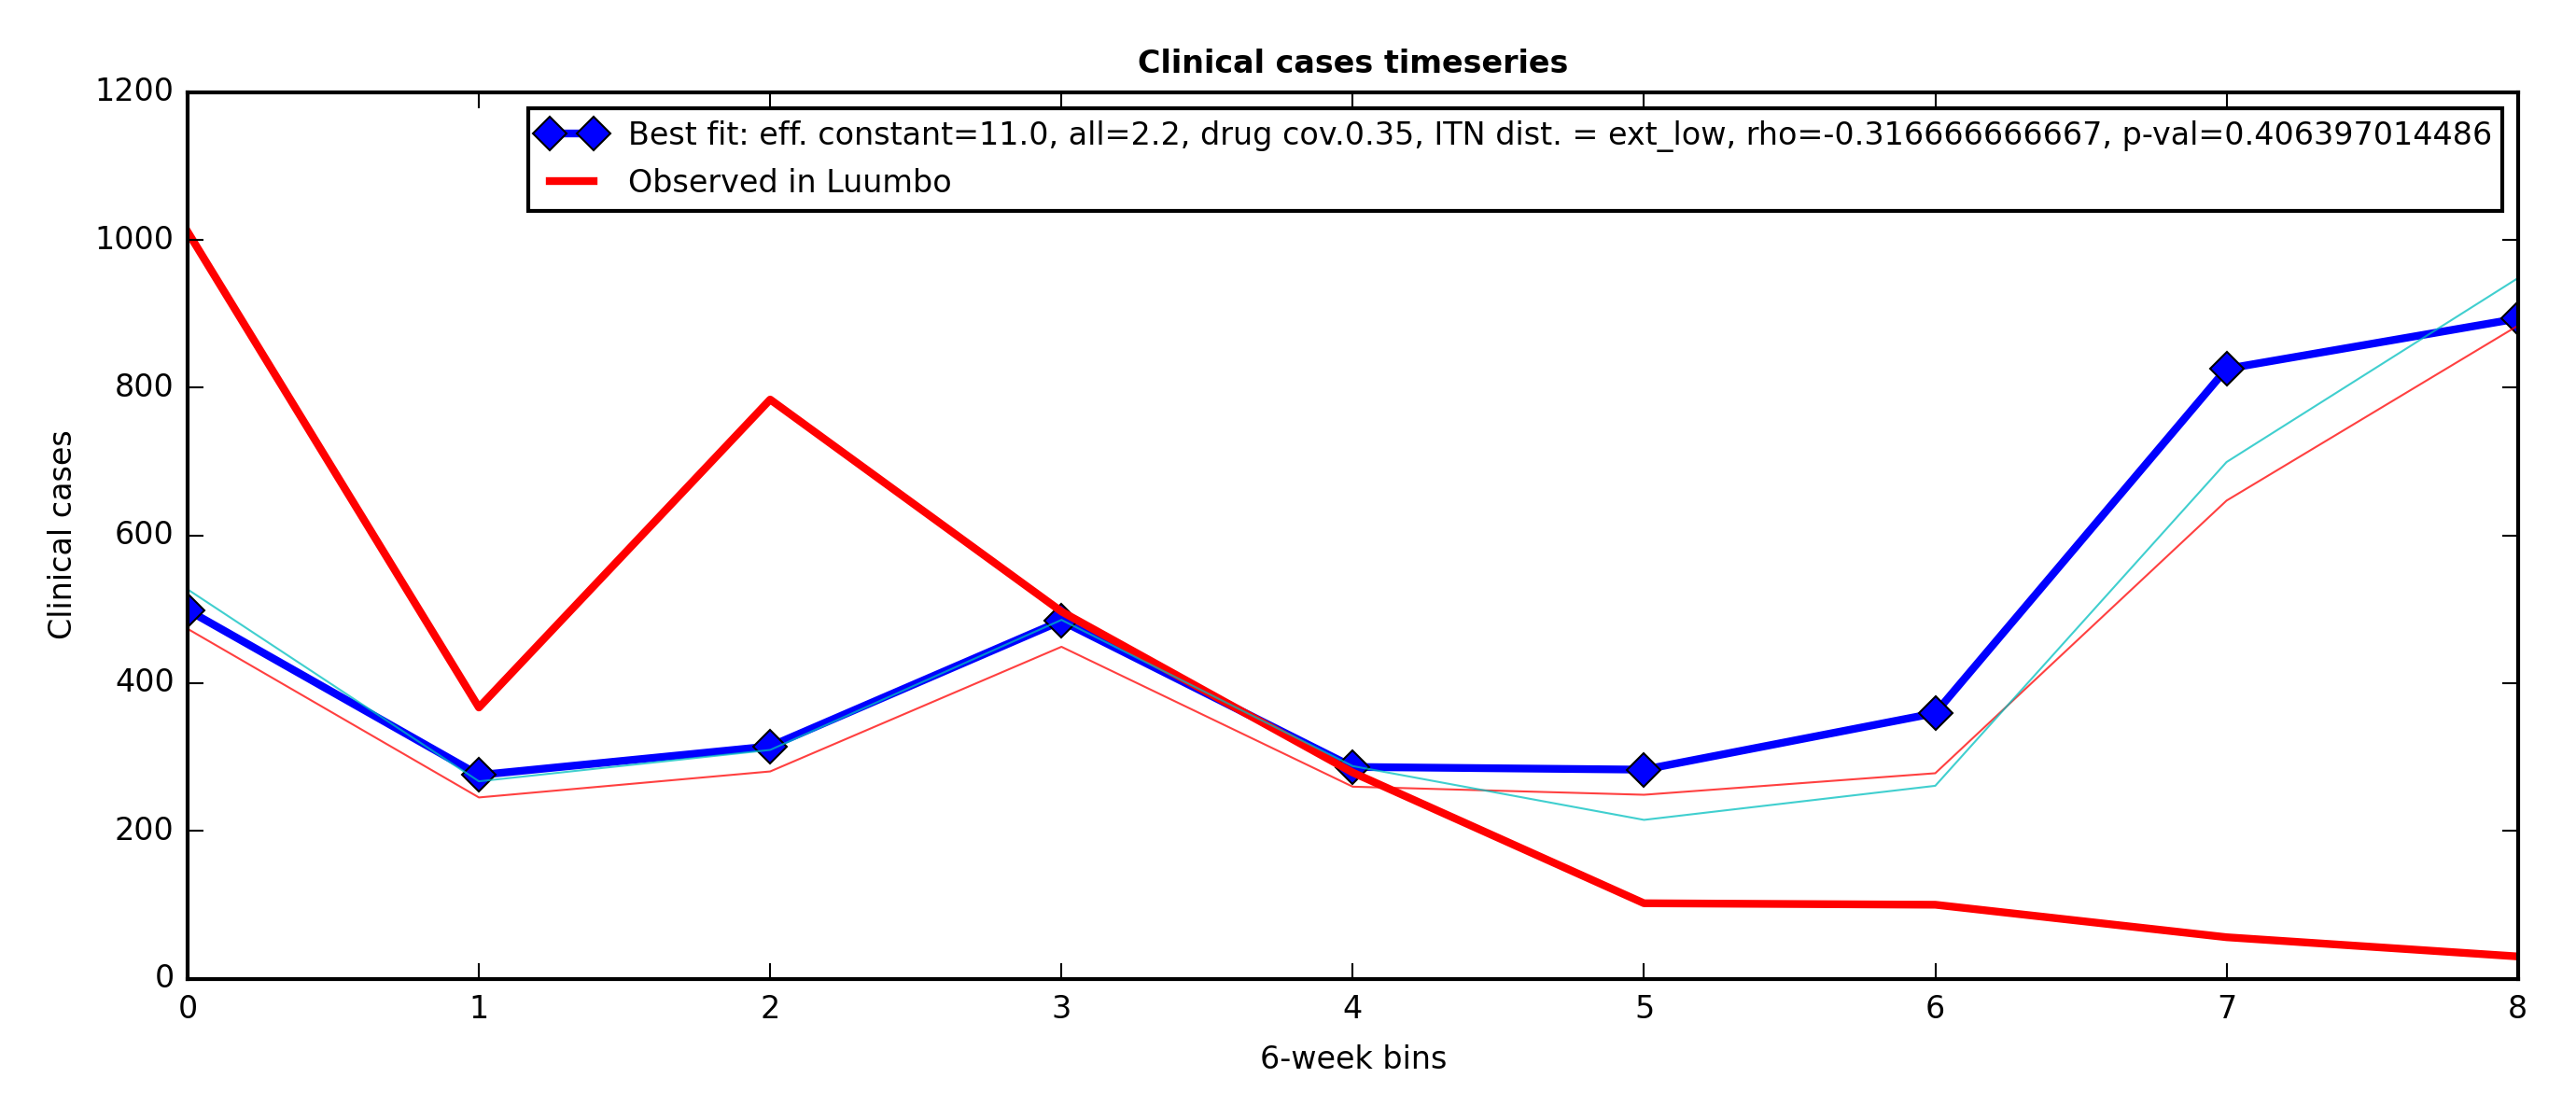 Clinical cases timeseries
1200
1000
800
600
400
200
0
Clinical cases
Best fit: eff. constant=11.0, all=2.2, drug cov.0.35, ITN dist. = ext_low, rho=-0.316666666667, p-val=0.406397014486
Observed in Luumbo
0 1 2 3 4 5 6 7 8
6-week bins